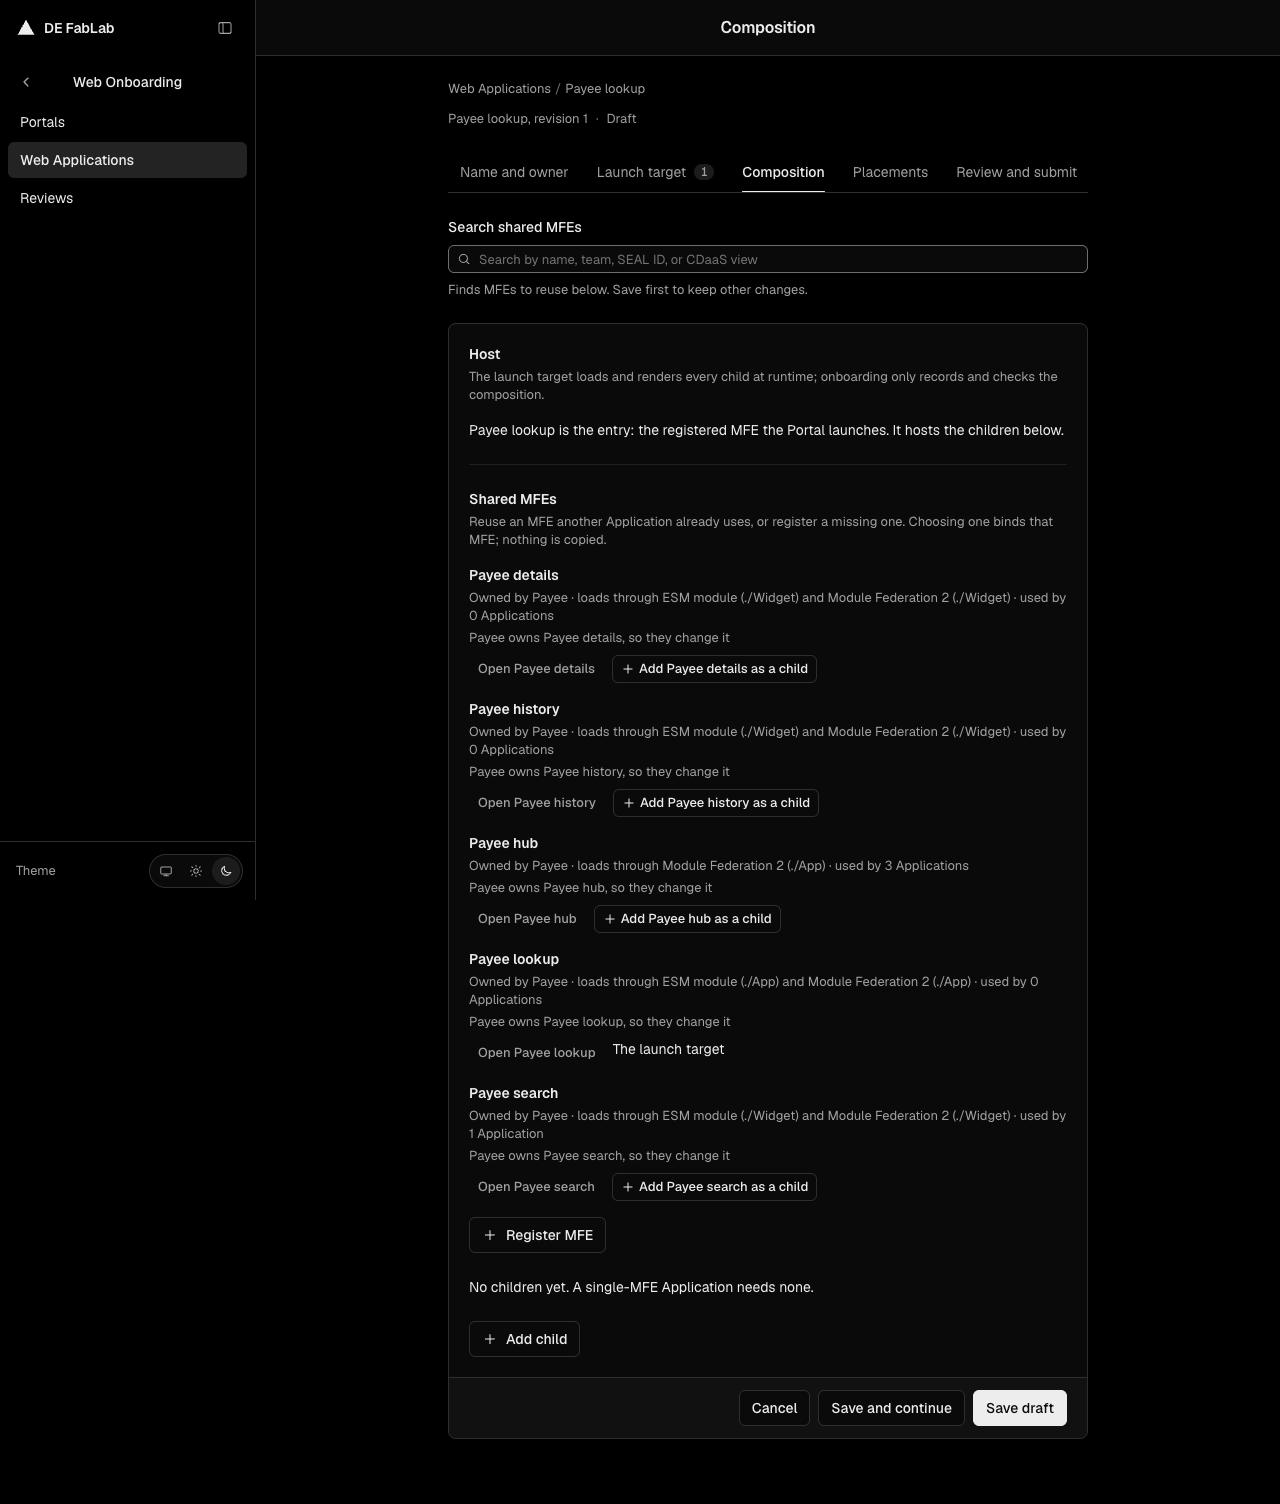 DE FabLab
Composition
Web Onboarding
Portals
Web Applications
Reviews
Theme
Web Applications / Payee lookup
Payee lookup, revision 1 · Draft
Name and owner
Launch target 1
Composition
Placements
Review and submit
Search shared MFEs
Search by name, team, SEAL ID, or CDaaS view
Finds MFEs to reuse below. Save first to keep other changes.
Host
The launch target loads and renders every child at runtime; onboarding only records and checks the
composition.
Payee lookup is the entry: the registered MFE the Portal launches. It hosts the children below.
Shared MFEs
Reuse an MFE another Application already uses, or register a missing one. Choosing one binds that
MFE; nothing is copied.
Payee details
Owned by Payee · loads through ESM module (./Widget) and Module Federation 2 (./Widget) · used by
0 Applications
Payee owns Payee details, so they change it
Open Payee details
Add Payee details as a child
Payee history
Owned by Payee · loads through ESM module (./Widget) and Module Federation 2 (./Widget) · used by
0 Applications
Payee owns Payee history, so they change it
Open Payee history
Add Payee history as a child
Payee hub
Owned by Payee · loads through Module Federation 2 (./App) · used by 3 Applications
Payee owns Payee hub, so they change it
Open Payee hub
Add Payee hub as a child
Payee lookup
Owned by Payee · loads through ESM module (./App) and Module Federation 2 (./App) · used by 0
Applications
Payee owns Payee lookup, so they change it
Open Payee lookup
The launch target
Payee search
Owned by Payee · loads through ESM module (./Widget) and Module Federation 2 (./Widget) · used by
1 Application
Payee owns Payee search, so they change it
Open Payee search
Add Payee search as a child
Register MFE
No children yet. A single-MFE Application needs none.
Add child
Cancel
Save and continue
Save draft